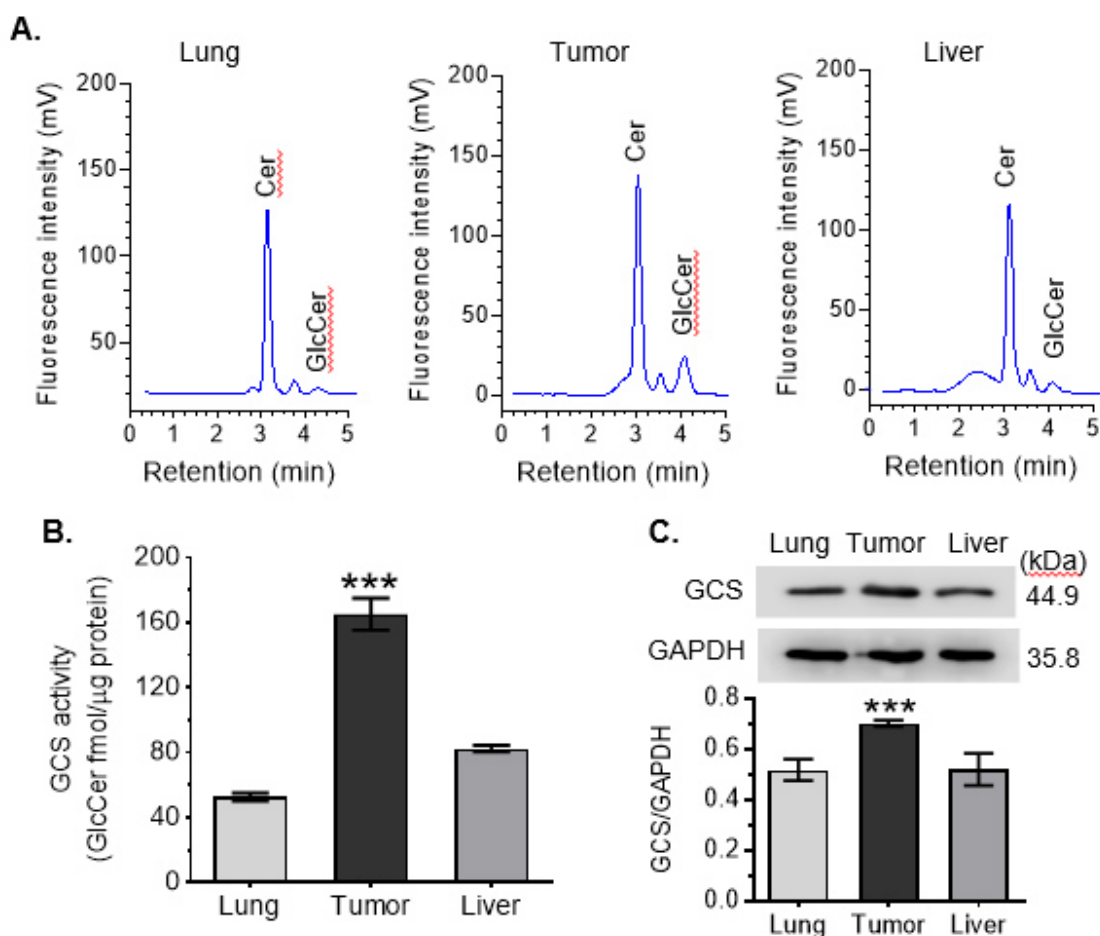 A.
Lung
Fluorescence intensity (mV)
200
150
100
50
Cer
GlcCer
0 1 2 3 4 5
Retention (min)
Tumor
Fluorescence intensity (mV)
200
150
100
50
0
Cer
GlcCer
0 1 2 3 4 5
Retention (min)
Liver
Fluorescence intensity (mV)
200
150
100
50
0
Cer
GlcCer
0 1 2 3 4 5
Retention (min)
B.
GCS activity
(GlcCer fmol/µg protein)
200
160
160
80
40
0
***
Lung Tumor Liver
C.
Lung Tumor Liver (kDa)
GCS 44.9
GAPDH 35.8
GCS/GAPDH
0.8
0.6
0.4
0.2
0.0
***
Lung Tumor Liver